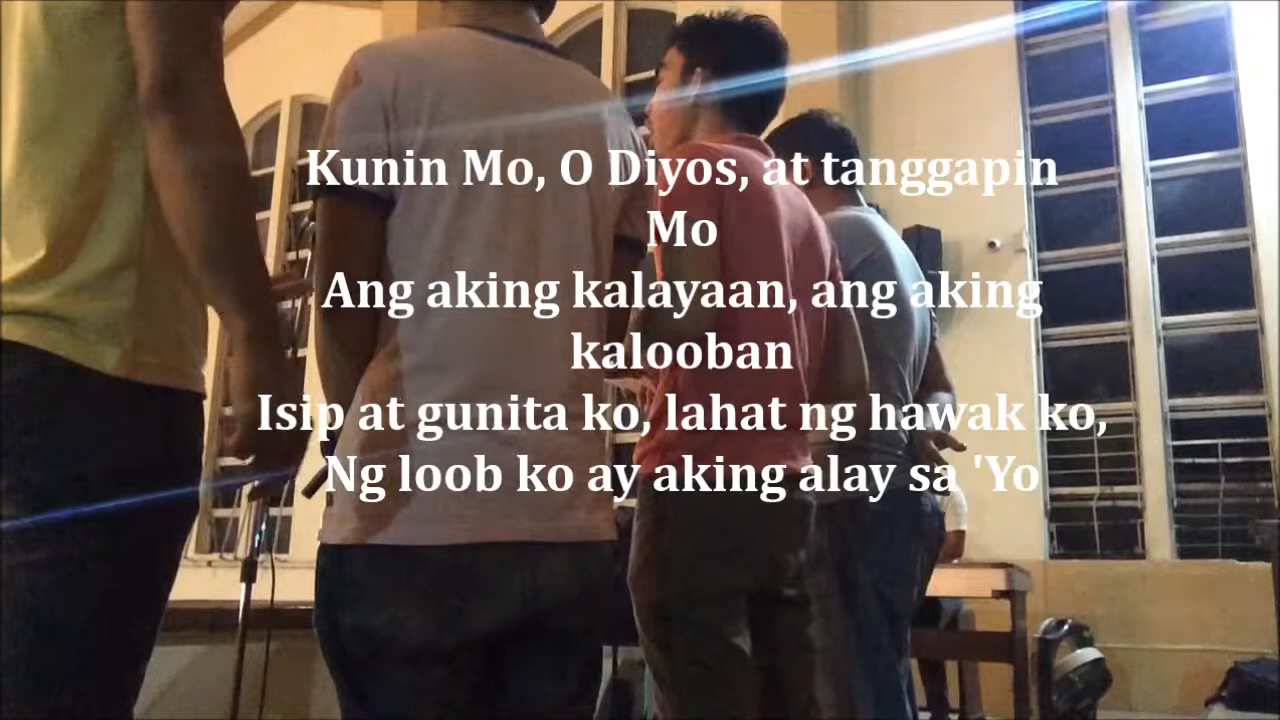 Kunin Mo, O Diyos, at tanggapin
Mo
Ang aking kalayaan, ang aking
kalooban
Isip at gunita ko, lahat ng hawak ko,
Ng loob ko ay aking alay sa 'Yo